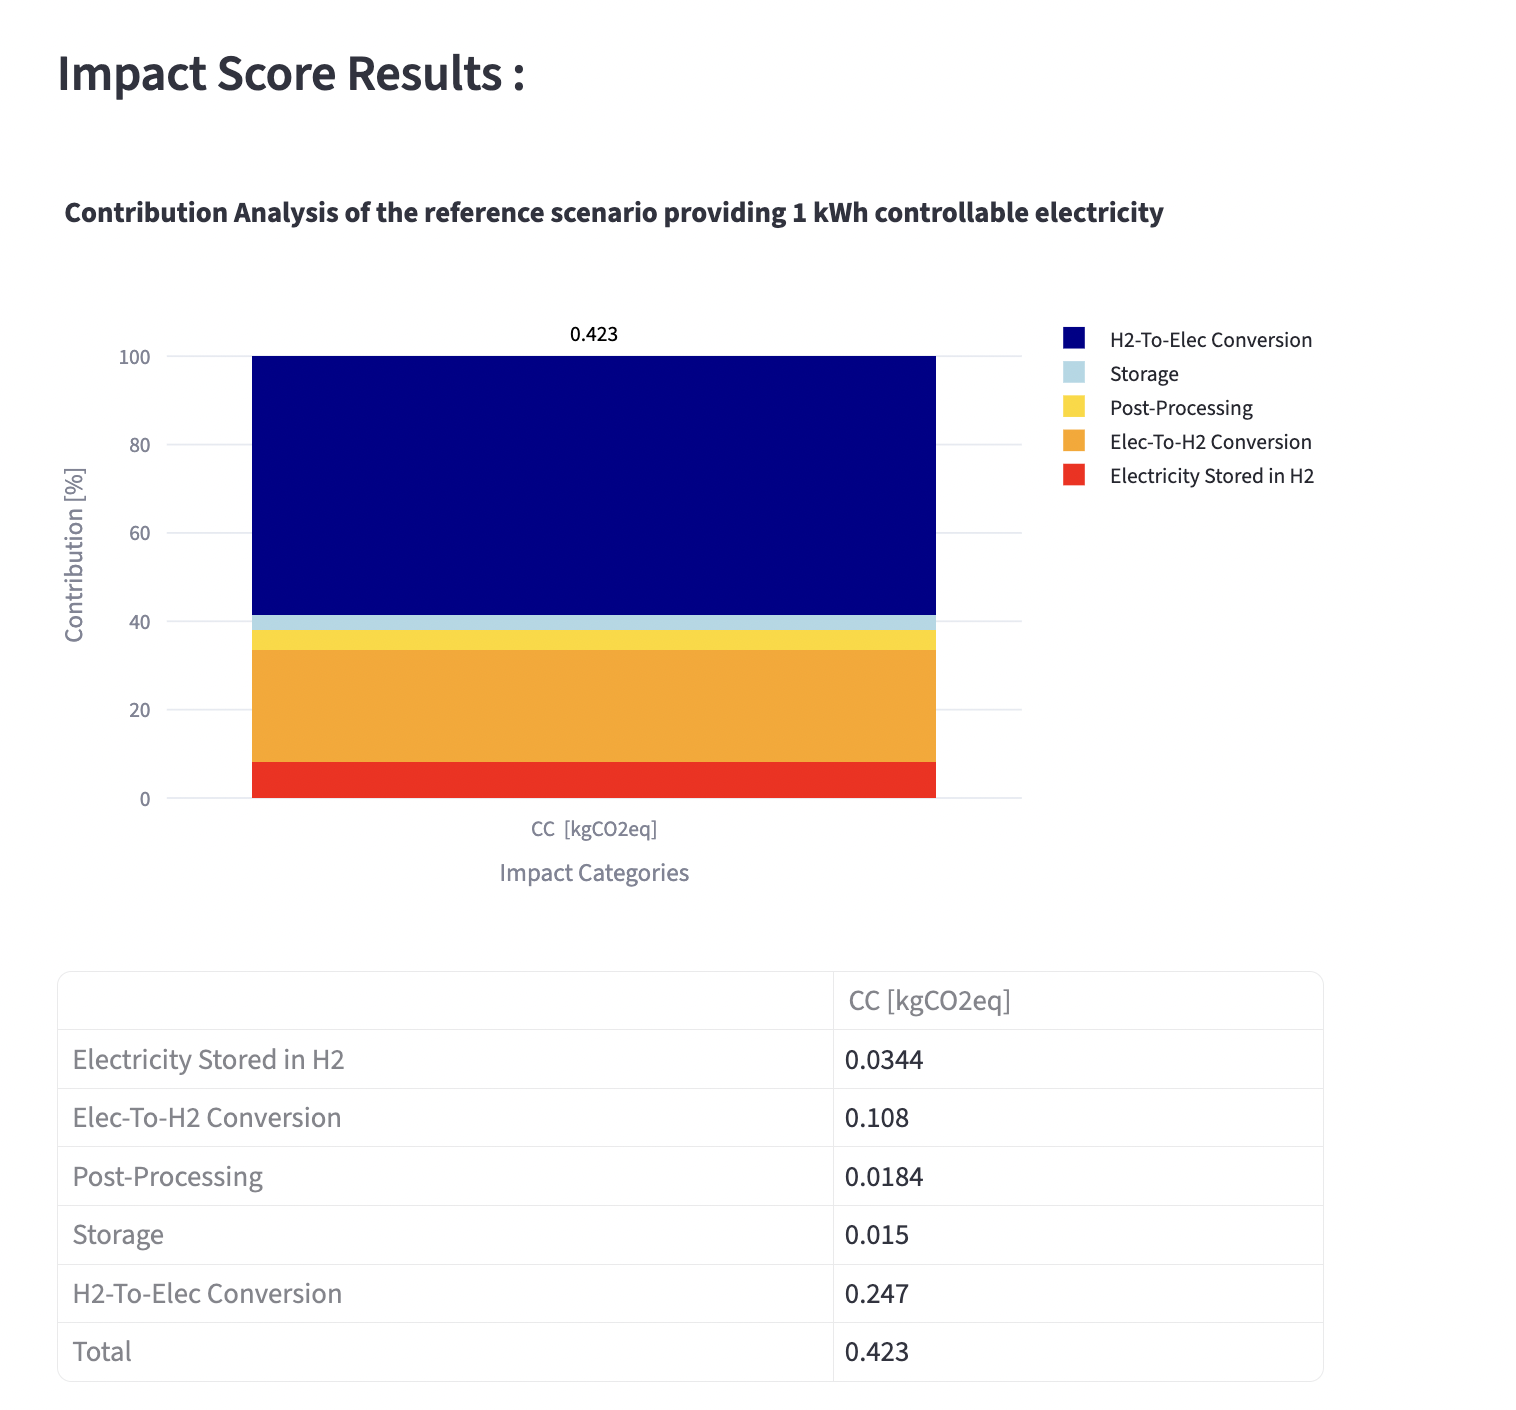 Impact Score Results :
Contribution Analysis of the reference scenario providing 1 kWh controllable electricity
0.423
100
80
60
40
20
0
Contribution [%]
CC [kgCO2eq]
Impact Categories
H2-To-Elec Conversion
Storage
Post-Processing
Elec-To-H2 Conversion
Electricity Stored in H2
CC [kgCO2eq]
Electricity Stored in H2 0.0344
Elec-To-H2 Conversion 0.108
Post-Processing 0.0184
Storage 0.015
H2-To-Elec Conversion 0.247
Total 0.423